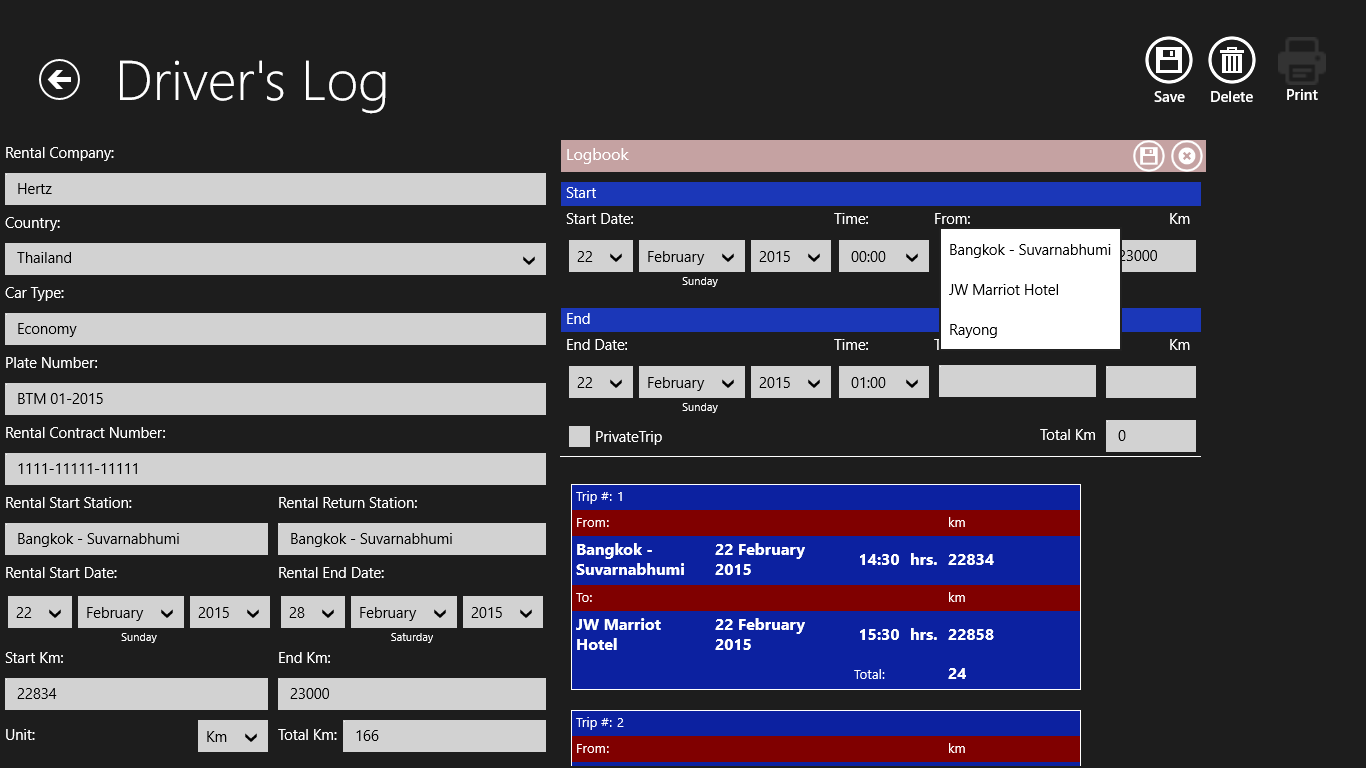 Driver's Log
Save Delete Print
Rental Company:
Hertz
Country:
Thailand
Car Type:
Economy
Plate Number:
BTM 01-2015
Rental Contract Number:
1111-11111-11111
Rental Start Station: Rental Return Station:
Bangkok - Suvarnabhumi Bangkok - Suvarnabhumi
Rental Start Date: Rental End Date:
22 February 2015 28 February 2015
Sunday Saturday
Start Km: End Km:
22834 23000
Unit: Km Total Km: 166
Logbook
Start
Start Date: Time: From: Km
22 February 2015 00:00 23000
Sunday
Bangkok - Suvarnabhumi
JW Marriot Hotel
Rayong
End
End Date: Time: Km
22 February 2015 01:00
Sunday
PrivateTrip Total Km 0
Trip #: 1
From: km
Bangkok - 22 February
Suvarnabhumi 2015 14:30 hrs. 22834
To: km
JW Marriot 22 February
Hotel 2015 15:30 hrs. 22858
Total: 24
Trip #: 2
From: km